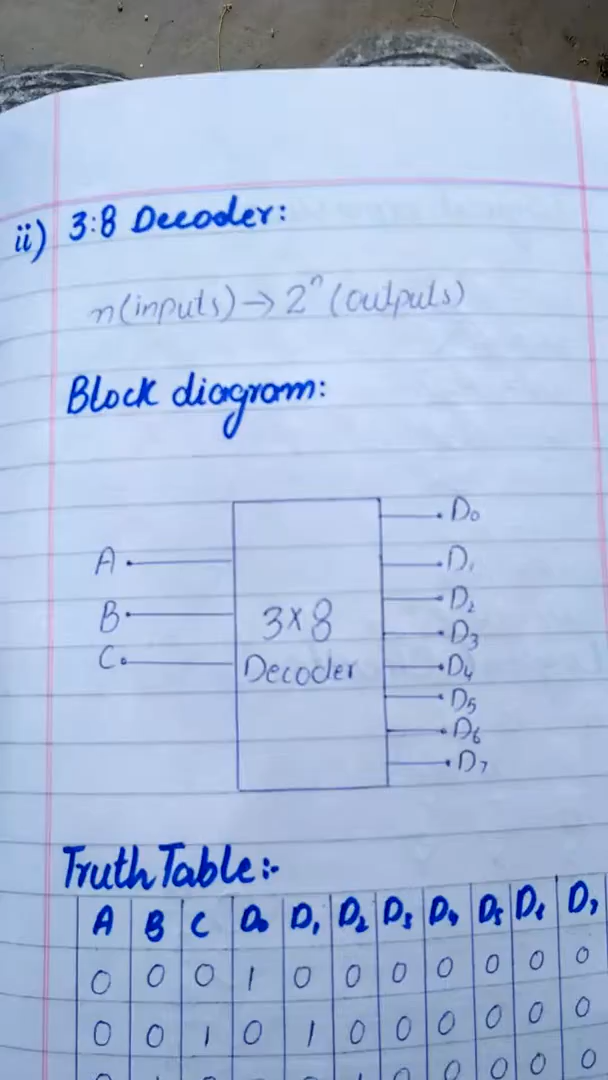 ii) 3:8 Decoder:
n(inputs) → 2ⁿ (outputs)
Block diagram:
A
B
C
3×8
Decoder
D₀
D₁
D₂
D₃
D₄
D₅
D₆
D₇
Truth Table:-
A B C D₀ D₁ D₂ D₃ D₄ D₅ D₆ D₇
0 0 0 1 0 0 0 0 0 0 0
0 0 1 0 1 0 0 0 0 0 0